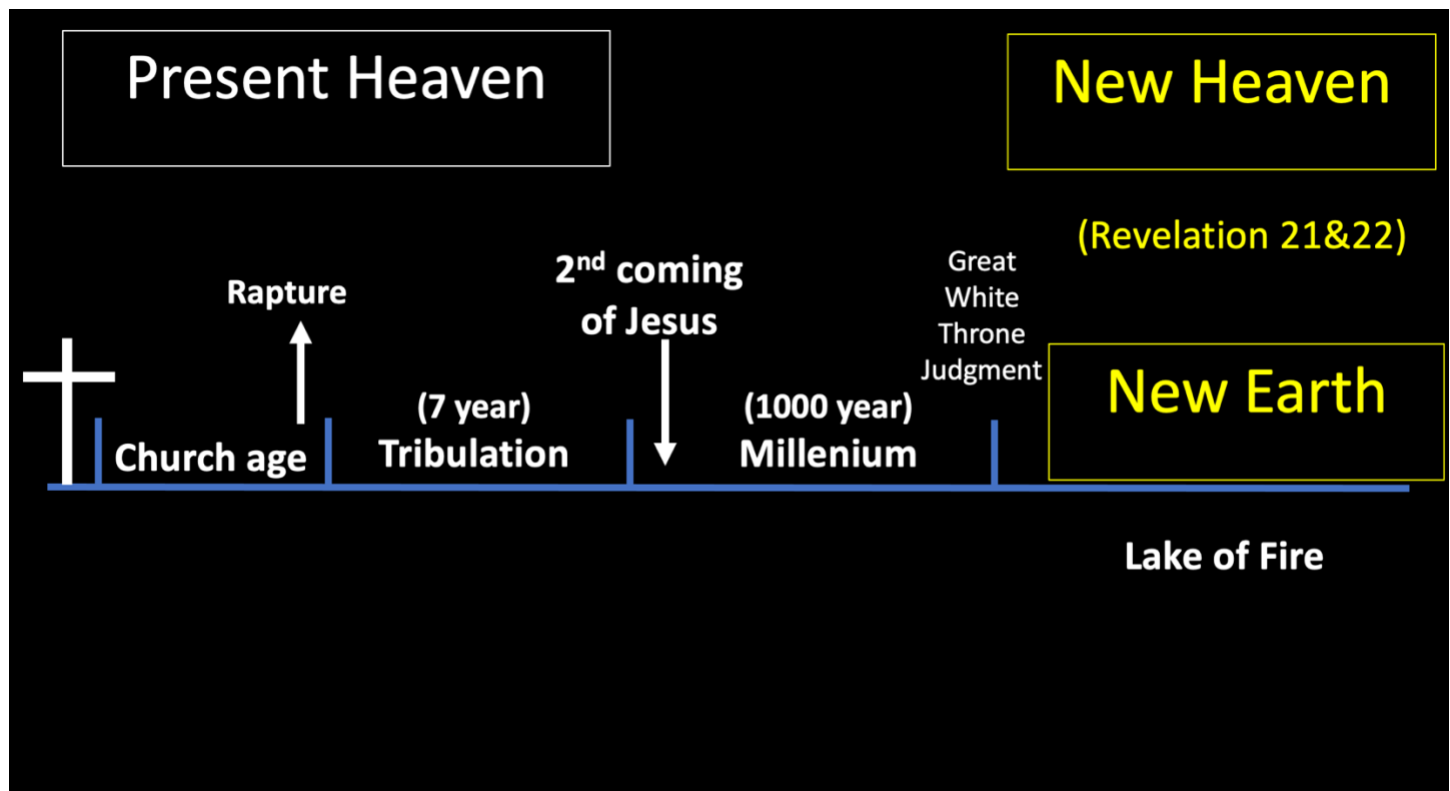 Present Heaven
New Heaven
(Revelation 21&22)
Rapture
2nd coming
of Jesus
Great
White
Throne
Judgment
New Earth
Church age
(7 year)
Tribulation
(1000 year)
Millenium
Lake of Fire